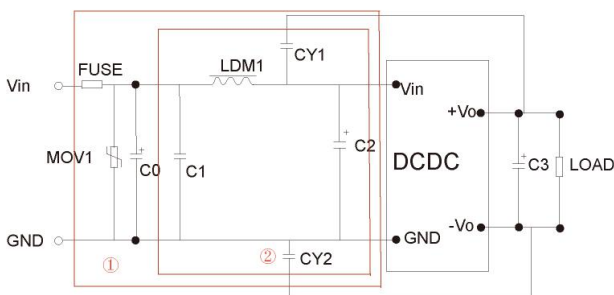 CY1
FUSE
LDM1
Vin
Vin
+Vo
MOV1
C0
C1
C2
DCDC
C3
LOAD
GND
GND
-Vo
①
②
CY2